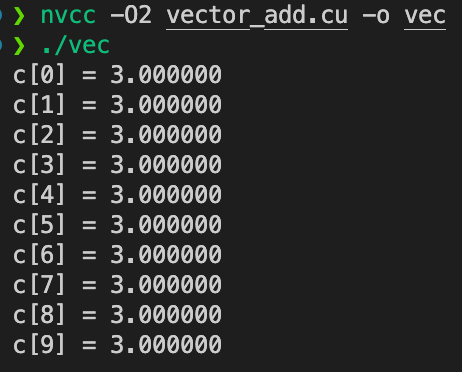 ❯ nvcc -O2 vector_add.cu -o vec
❯ ./vec
c[0] = 3.000000
c[1] = 3.000000
c[2] = 3.000000
c[3] = 3.000000
c[4] = 3.000000
c[5] = 3.000000
c[6] = 3.000000
c[7] = 3.000000
c[8] = 3.000000
c[9] = 3.000000